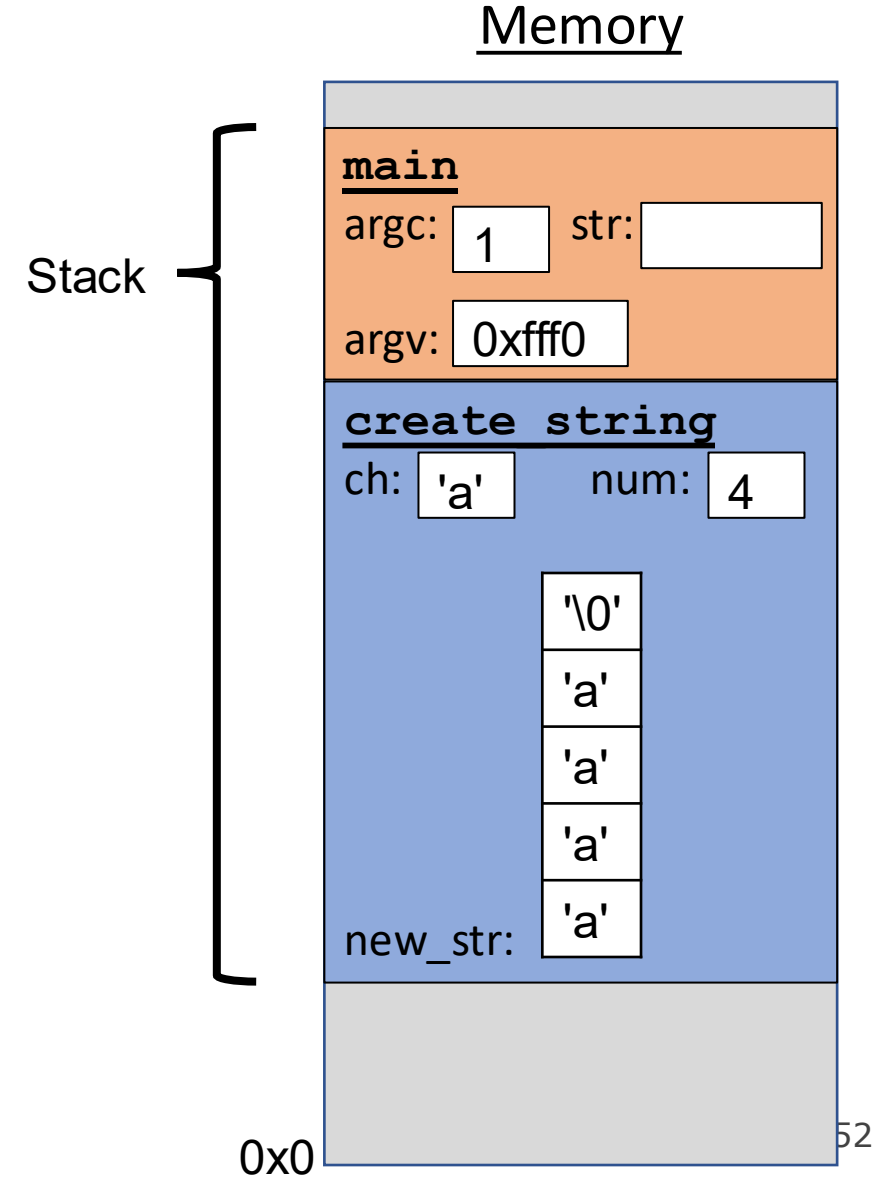 Memory
Stack
main
argc: 1 str:
argv: 0xfff0
create_string
ch: 'a' num: 4
'\0'
'a'
'a'
'a'
new_str: 'a'
0x0
52